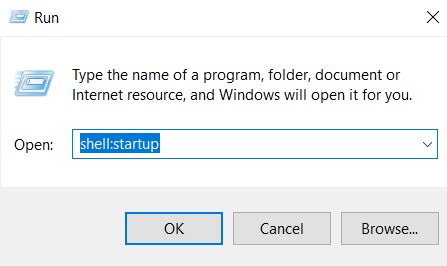 Run
Type the name of a program, folder, document or
Internet resource, and Windows will open it for you.
Open: shell:startup
OK Cancel Browse...